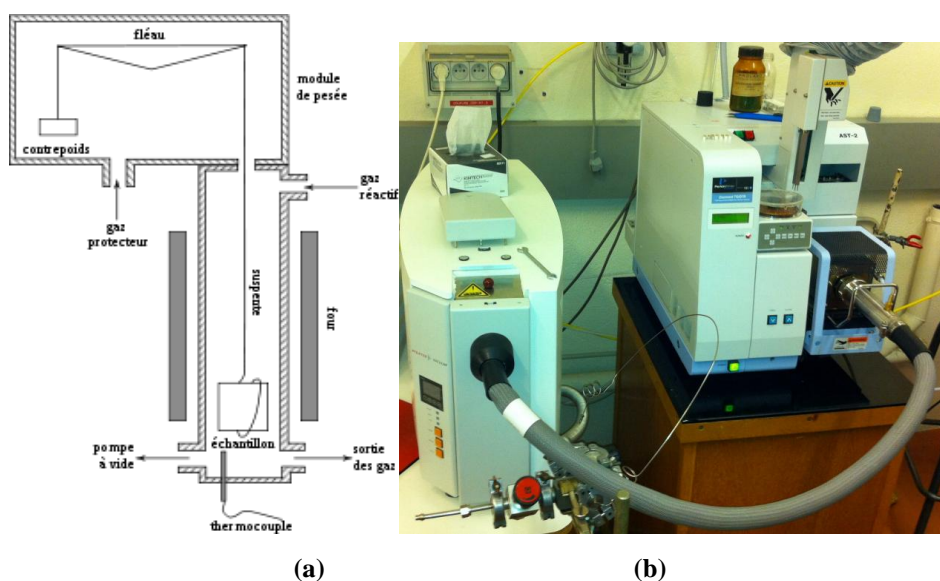 fléau
module
de pesée
contrepoids
gaz
protecteur
gaz
réactif
suspente
four
échantillon
pompe
à vide
sortie
des gaz
thermocouple
CAUTION
AST-2
(a)
(b)